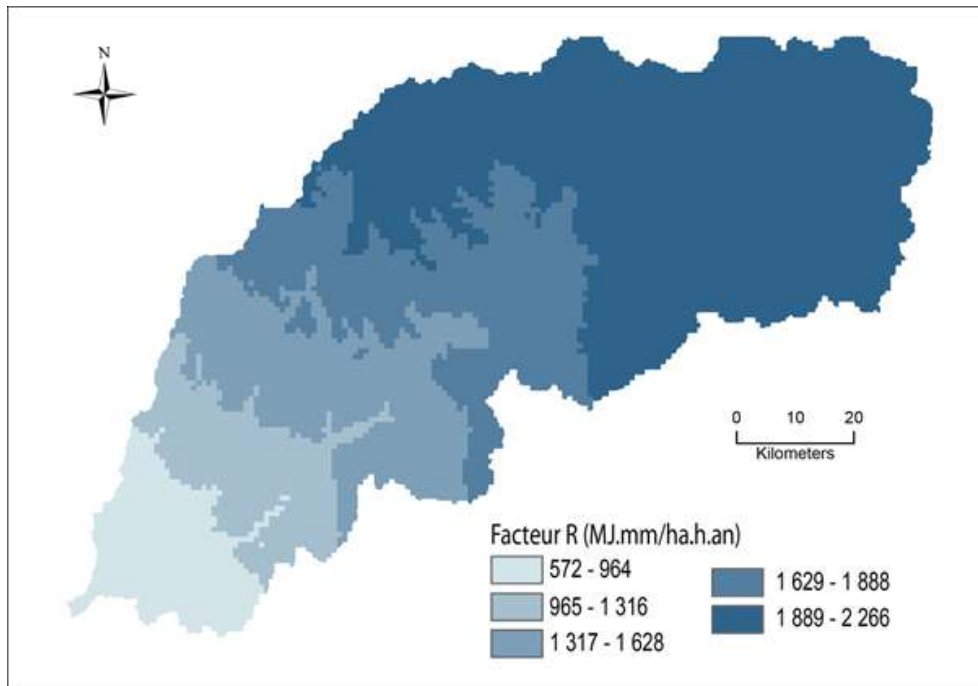 N
0 10 20
Kilometers
Facteur R (MJ.mm/ha.h.an)
572 - 964
965 - 1 316
1 317 - 1 628
1 629 - 1 888
1 889 - 2 266